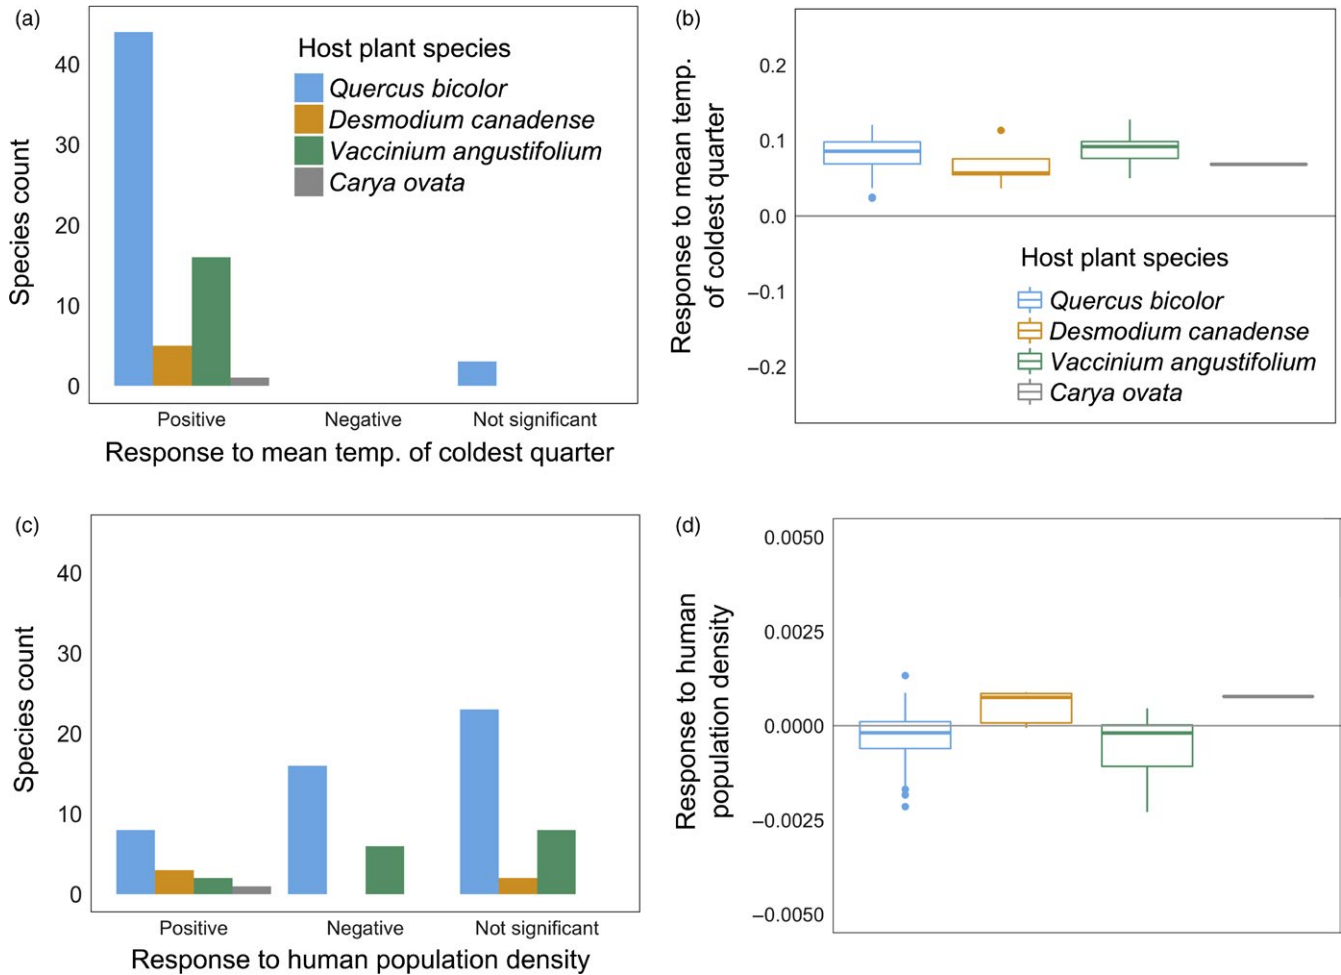 (a)
Species count
40
30
20
10
0
Host plant species
Quercus bicolor
Desmodium canadense
Vaccinium angustifolium
Carya ovata
Positive
Negative
Not significant
Response to mean temp. of coldest quarter
(b)
Response to mean temp.
of coldest quarter
0.2
0.1
0.0
−0.1
−0.2
Host plant species
Quercus bicolor
Desmodium canadense
Vaccinium angustifolium
Carya ovata
(c)
Species count
40
30
20
10
0
Positive
Negative
Not significant
Response to human population density
(d)
Response to human
population density
0.0050
0.0025
0.0000
−0.0025
−0.0050